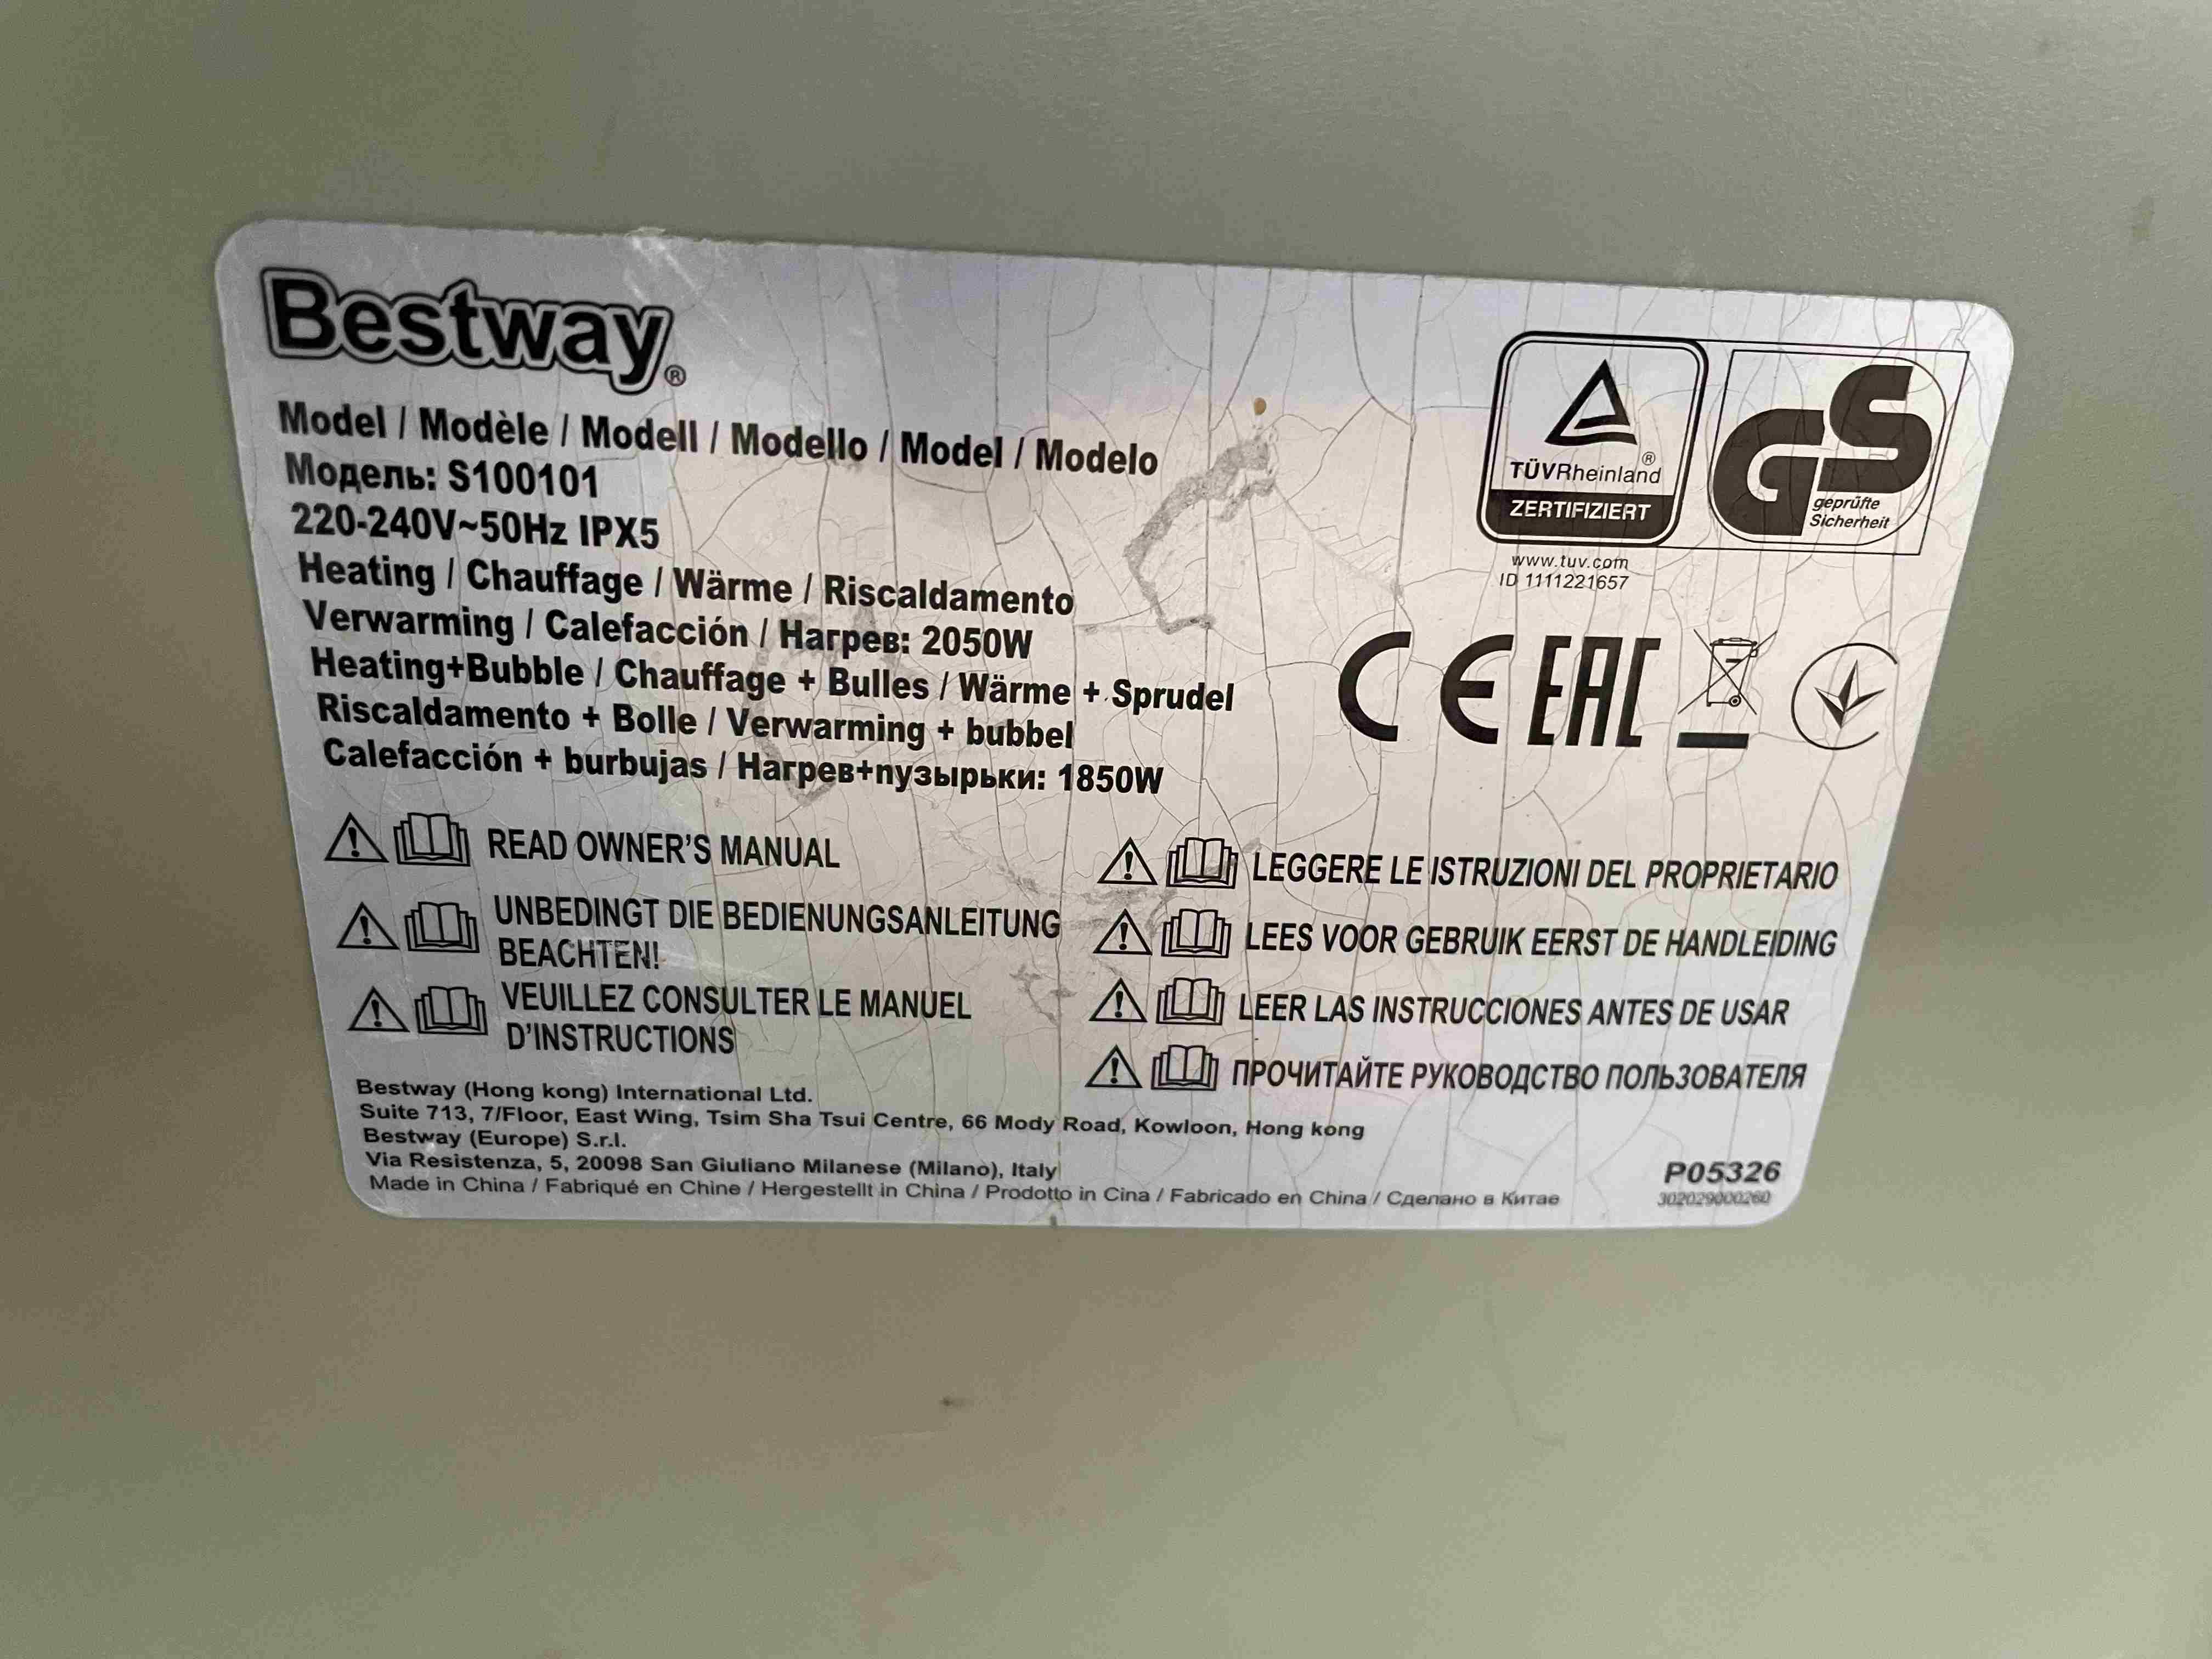 Bestway®
Model / Modèle / Modell / Modello / Model / Modelo
Модель: S100101
220-240V~50Hz IPX5
Heating / Chauffage / Wärme / Riscaldamento
Verwarming / Calefacción / Нагрев: 2050W
Heating+Bubble / Chauffage + Bulles / Wärme + Sprudel
Riscaldamento + Bolle / Verwarming + bubbel
Calefacción + burbujas / Нагрев+пузырьки: 1850W
TÜVRheinland®
ZERTIFIZIERT
GS
geprüfte
Sicherheit
www.tuv.com
ID 1111221657
CE EAC
READ OWNER'S MANUAL
UNBEDINGT DIE BEDIENUNGSANLEITUNG
BEACHTEN!
VEUILLEZ CONSULTER LE MANUEL
D'INSTRUCTIONS
LEGGERE LE ISTRUZIONI DEL PROPRIETARIO
LEES VOOR GEBRUIK EERST DE HANDLEIDING
LEER LAS INSTRUCCIONES ANTES DE USAR
ПРОЧИТАЙТЕ РУКОВОДСТВО ПОЛЬЗОВАТЕЛЯ
Bestway (Hong kong) International Ltd.
Suite 713, 7/Floor, East Wing, Tsim Sha Tsui Centre, 66 Mody Road, Kowloon, Hong kong
Bestway (Europe) S.r.l.
Via Resistenza, 5, 20098 San Giuliano Milanese (Milano), Italy
Made in China / Fabriqué en Chine / Hergestellt in China / Prodotto in Cina / Fabricado en China / Сделано в Китае
P05326
302029000260